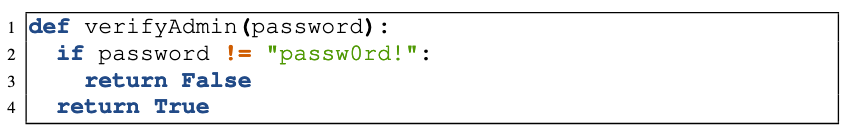 1 def verifyAdmin(password):
2   if password != "passw0rd!":
3     return False
4   return True